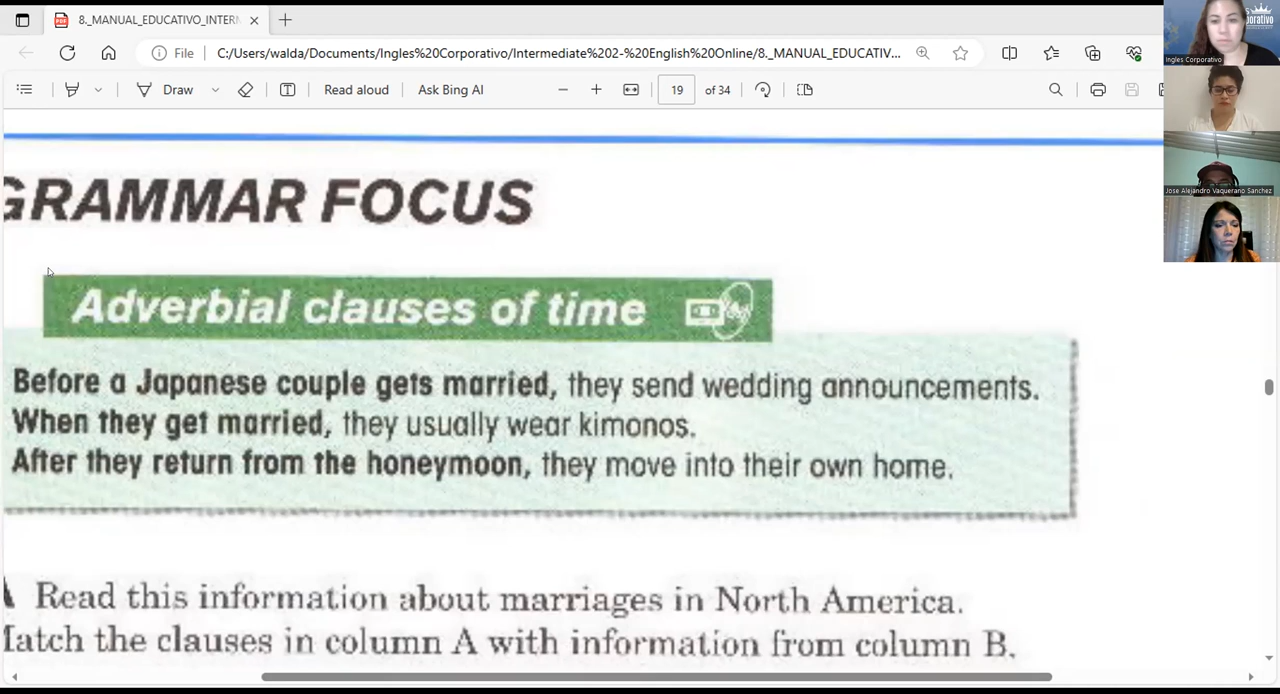 8._MANUAL_EDUCATIVO_INTERN
File
C:/Users/walda/Documents/Ingles%20Corporativo/Intermediate%202-%20English%20Online/8._MANUAL_EDUCATIV...
Draw
Read aloud
Ask Bing AI
19 of 34
orporativo
Ingles Corporativo
Jose Alejandro Vaquerano Sanchez
GRAMMAR FOCUS
Adverbial clauses of time
Before a Japanese couple gets married, they send wedding announcements.
When they get married, they usually wear kimonos.
After they return from the honeymoon, they move into their own home.
A Read this information about marriages in North America.
Match the clauses in column A with information from column B.